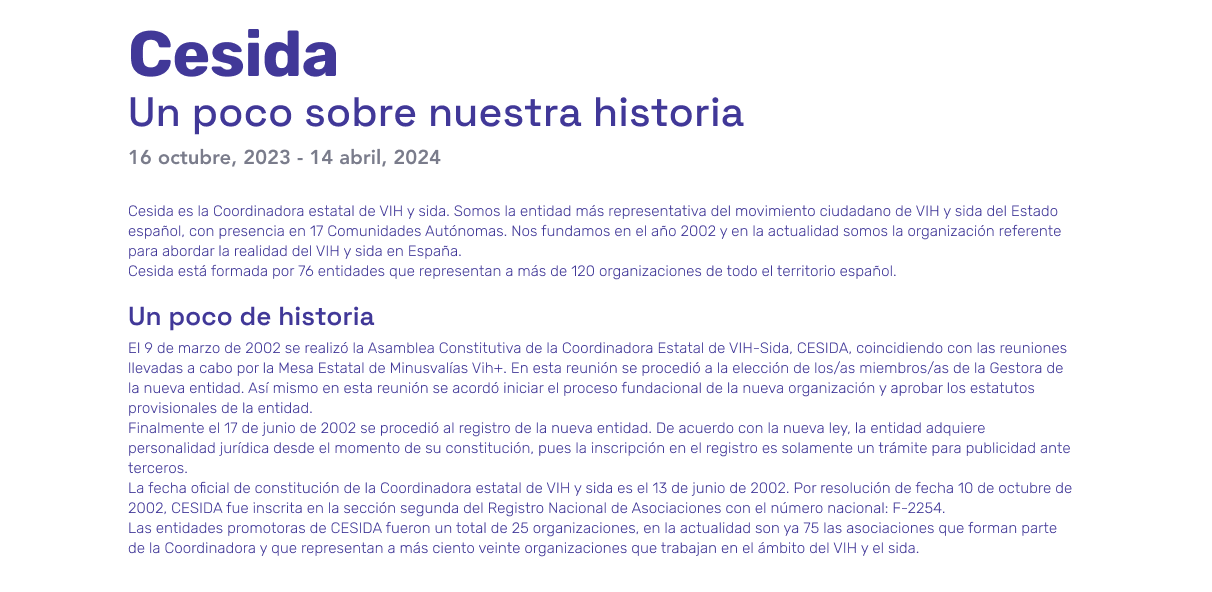 Cesida
Un poco sobre nuestra historia
16 octubre, 2023 - 14 abril, 2024
Cesida es la Coordinadora estatal de VIH y sida. Somos la entidad más representativa del movimiento ciudadano de VIH y sida del Estado
español, con presencia en 17 Comunidades Autónomas. Nos fundamos en el año 2002 y en la actualidad somos la organización referente
para abordar la realidad del VIH y sida en España.
Cesida está formada por 76 entidades que representan a más de 120 organizaciones de todo el territorio español.
Un poco de historia
El 9 de marzo de 2002 se realizó la Asamblea Constitutiva de la Coordinadora Estatal de VIH-Sida, CESIDA, coincidiendo con las reuniones
llevadas a cabo por la Mesa Estatal de Minusvalías Vih+. En esta reunión se procedió a la elección de los/as miembros/as de la Gestora de
la nueva entidad. Así mismo en esta reunión se acordó iniciar el proceso fundacional de la nueva organización y aprobar los estatutos
provisionales de la entidad.
Finalmente el 17 de junio de 2002 se procedió al registro de la nueva entidad. De acuerdo con la nueva ley, la entidad adquiere
personalidad jurídica desde el momento de su constitución, pues la inscripción en el registro es solamente un trámite para publicidad ante
terceros.
La fecha oficial de constitución de la Coordinadora estatal de VIH y sida es el 13 de junio de 2002. Por resolución de fecha 10 de octubre de
2002, CESIDA fue inscrita en la sección segunda del Registro Nacional de Asociaciones con el número nacional: F-2254.
Las entidades promotoras de CESIDA fueron un total de 25 organizaciones, en la actualidad son ya 75 las asociaciones que forman parte
de la Coordinadora y que representan a más ciento veinte organizaciones que trabajan en el ámbito del VIH y el sida.